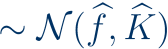 ∼ 𝒩(f̂, K̂)